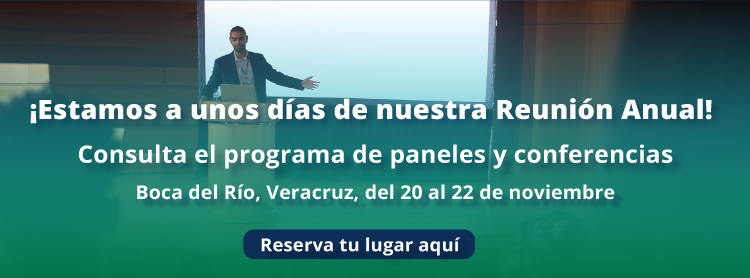 ¡Estamos a unos días de nuestra Reunión Anual!
Consulta el programa de paneles y conferencias
Boca del Río, Veracruz, del 20 al 22 de noviembre
Reserva tu lugar aquí